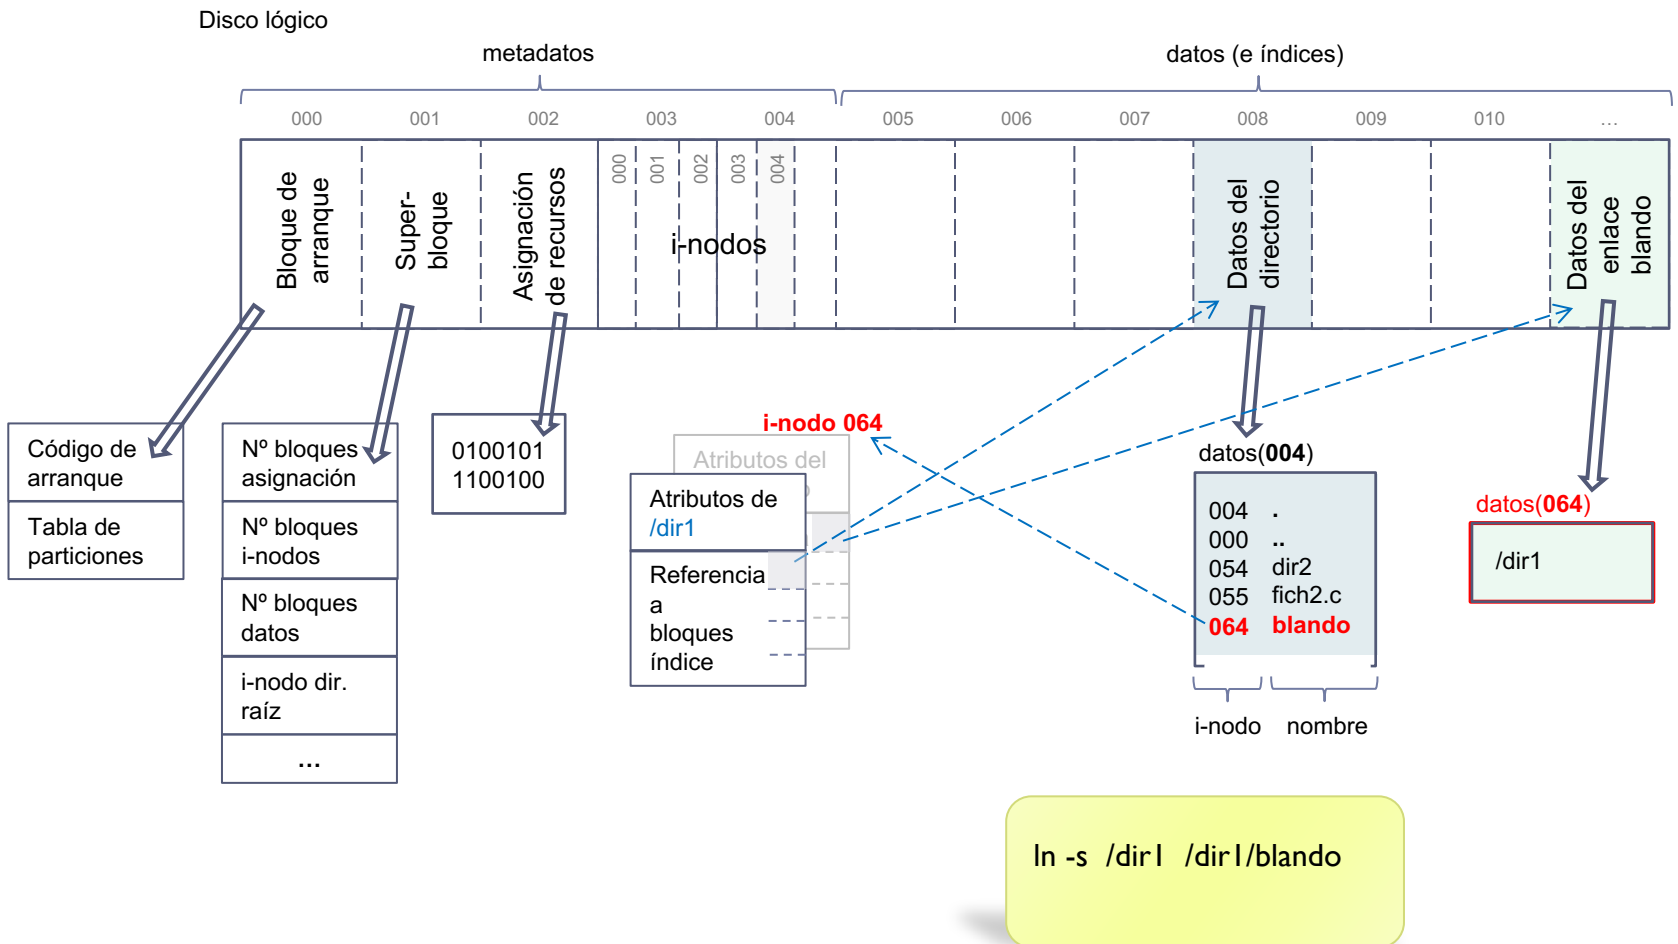 Disco lógico
metadatos
datos (e índices)
000 001 002 003 004 005 006 007 008 009 010 ...
Bloque de
arranque
Super-
bloque
Asignación
de recursos
000 001 002 003 004
i-nodos
Datos del
directorio
Datos del
enlace
blando
Código de
arranque
Tabla de
particiones
Nº bloques
asignación
Nº bloques
i-nodos
Nº bloques
datos
i-nodo dir.
raíz
...
0100101
1100100
i-nodo 064
Atributos del
Atributos de
/dir1
Referencia
a
bloques
índice
datos(004)
004 .
000 ..
054 dir2
055 fich2.c
064 blando
i-nodo nombre
datos(064)
/dir1
ln -s /dir1 /dir1/blando